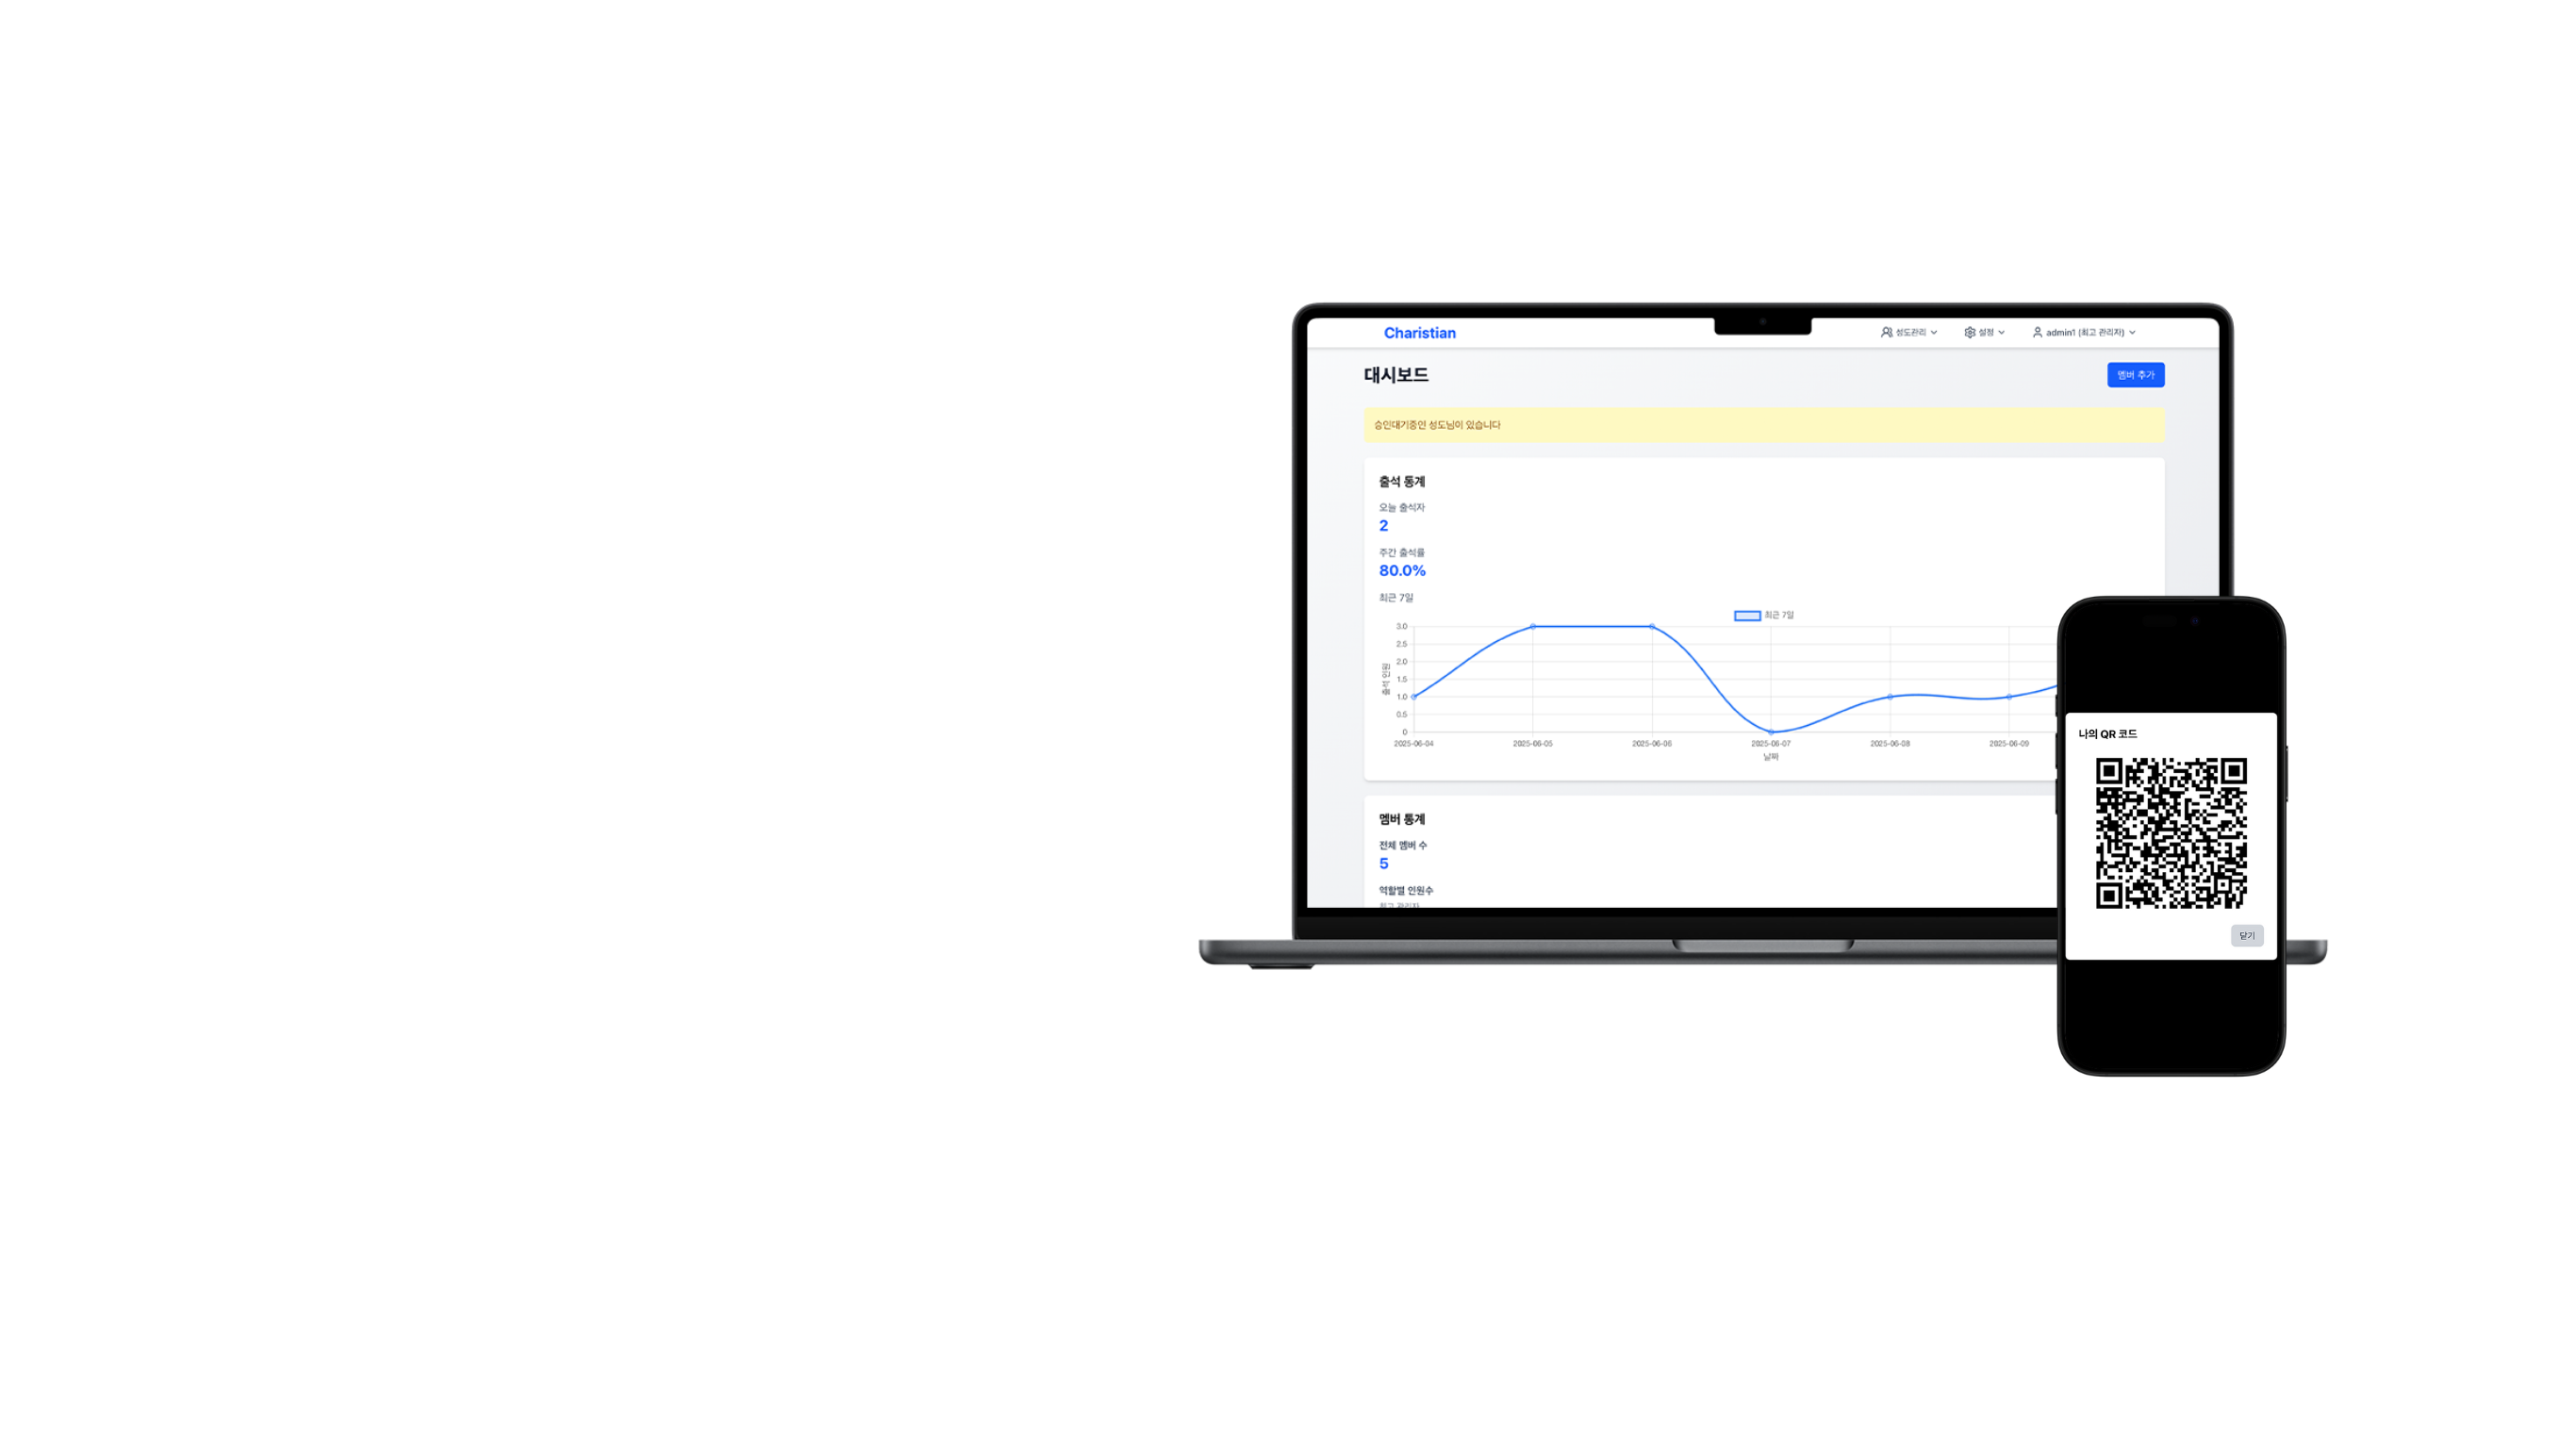 Charistian
성도관리
설정
admin1 (최고 관리자)
대시보드
멤버 추가
승인대기중인 성도님이 있습니다
출석 통계
오늘 출석자
2
주간 출석률
80.0%
최근 7일
최근 7일
3.0
2.5
2.0
1.5
1.0
0.5
0
출석 인원
2025-06-04
2025-06-05
2025-06-06
2025-06-07
2025-06-08
2025-06-09
날짜
멤버 통계
전체 멤버 수
5
역할별 인원수
최고 관리자
나의 QR 코드
닫기